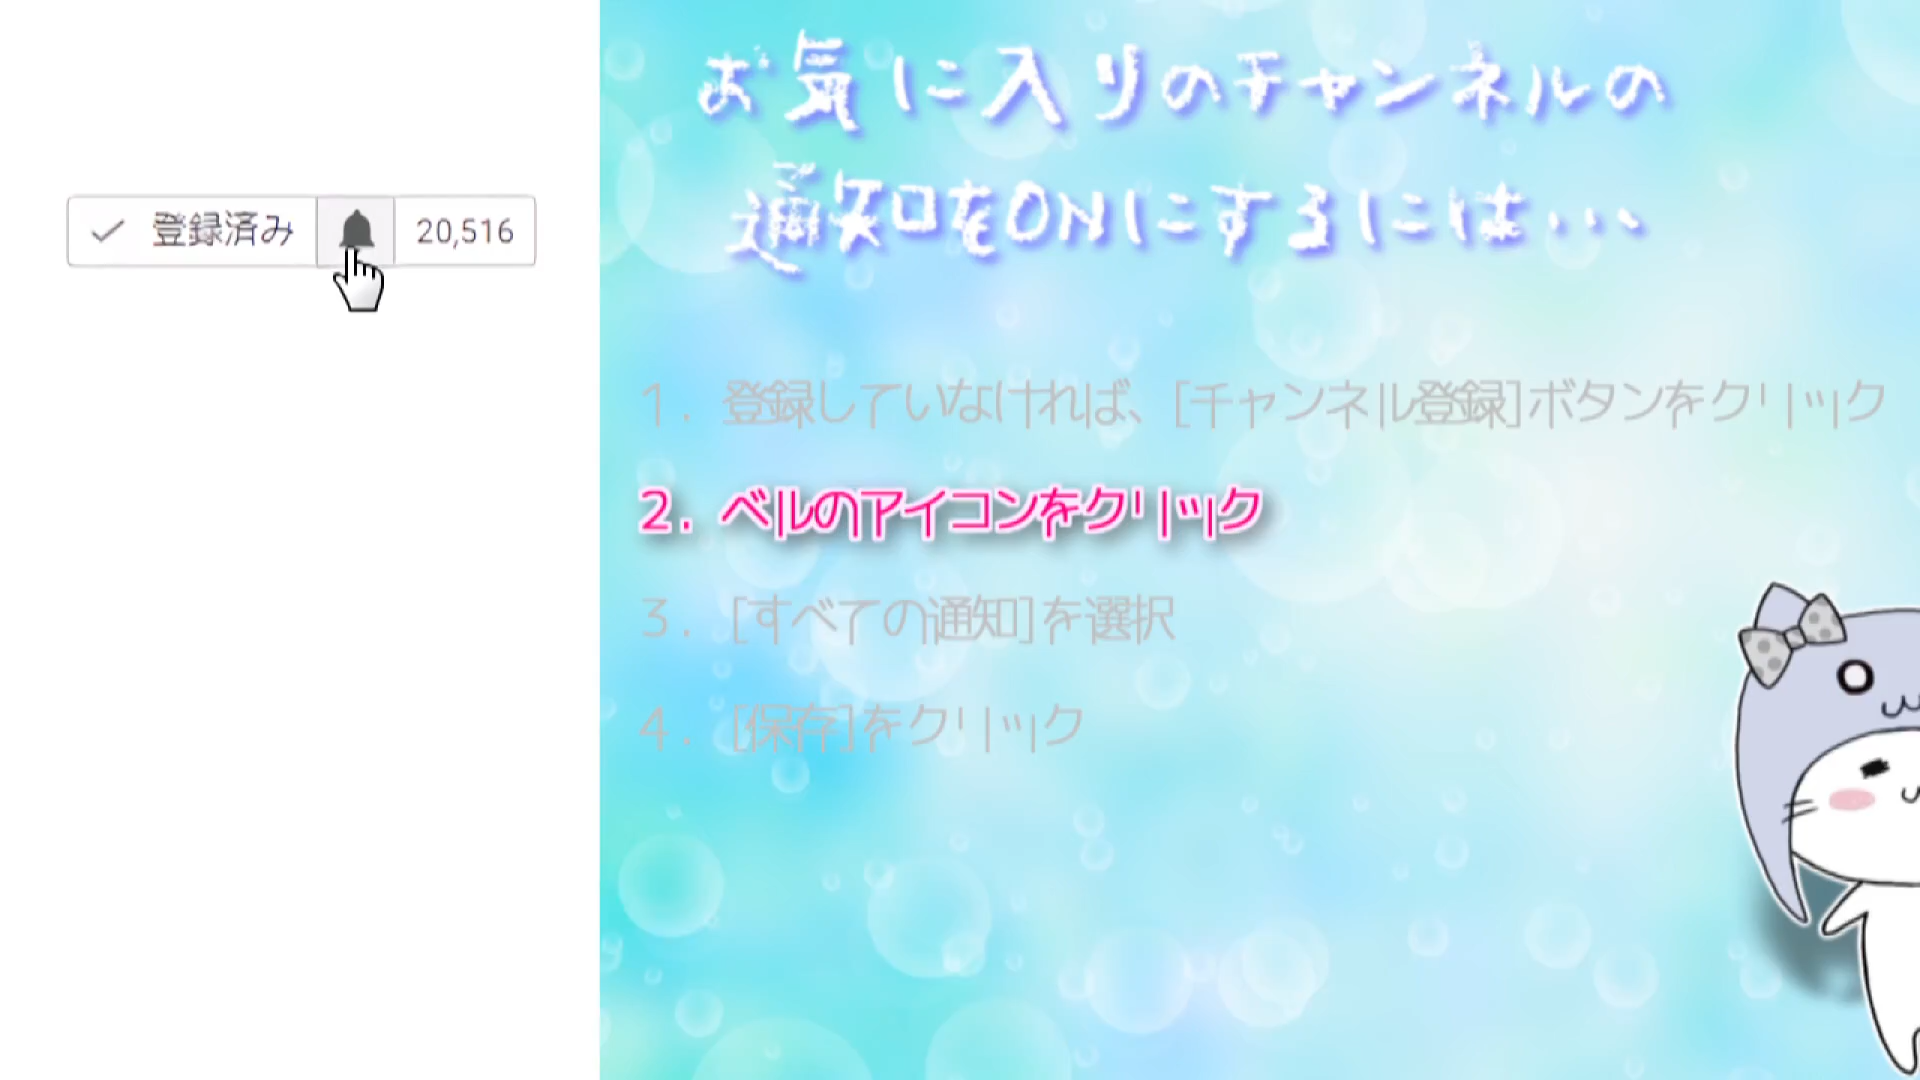 登録済み 20,516
お気に入りのチャンネルの
通知をONにするには・・・
1. 登録していなければ、[チャンネル登録]ボタンをクリック
2. ベルのアイコンをクリック
3. [すべての通知]を選択
4. [保存]をクリック